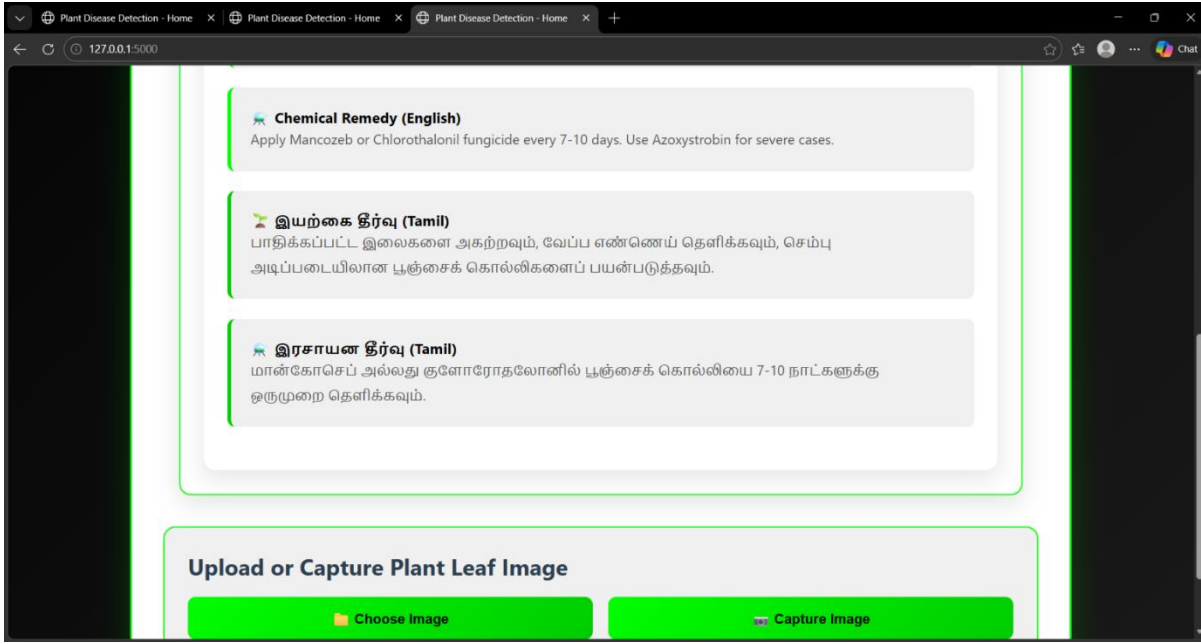 Plant Disease Detection - Home
Plant Disease Detection - Home
Plant Disease Detection - Home
127.0.0.1:5000
Chat
Chemical Remedy (English)
Apply Mancozeb or Chlorothalonil fungicide every 7-10 days. Use Azoxystrobin for severe cases.
இயற்கை தீர்வு (Tamil)
பாதிக்கப்பட்ட இலைகளை அகற்றவும், வேப்ப எண்ணெய் தெளிக்கவும், செம்பு
அடிப்படையிலான பூஞ்சைக் கொல்லிகளைப் பயன்படுத்தவும்.
இரசாயன தீர்வு (Tamil)
மான்கோசெப் அல்லது குளோரோதலோனில் பூஞ்சைக் கொல்லியை 7-10 நாட்களுக்கு
ஒருமுறை தெளிக்கவும்.
Upload or Capture Plant Leaf Image
Choose Image
Capture Image